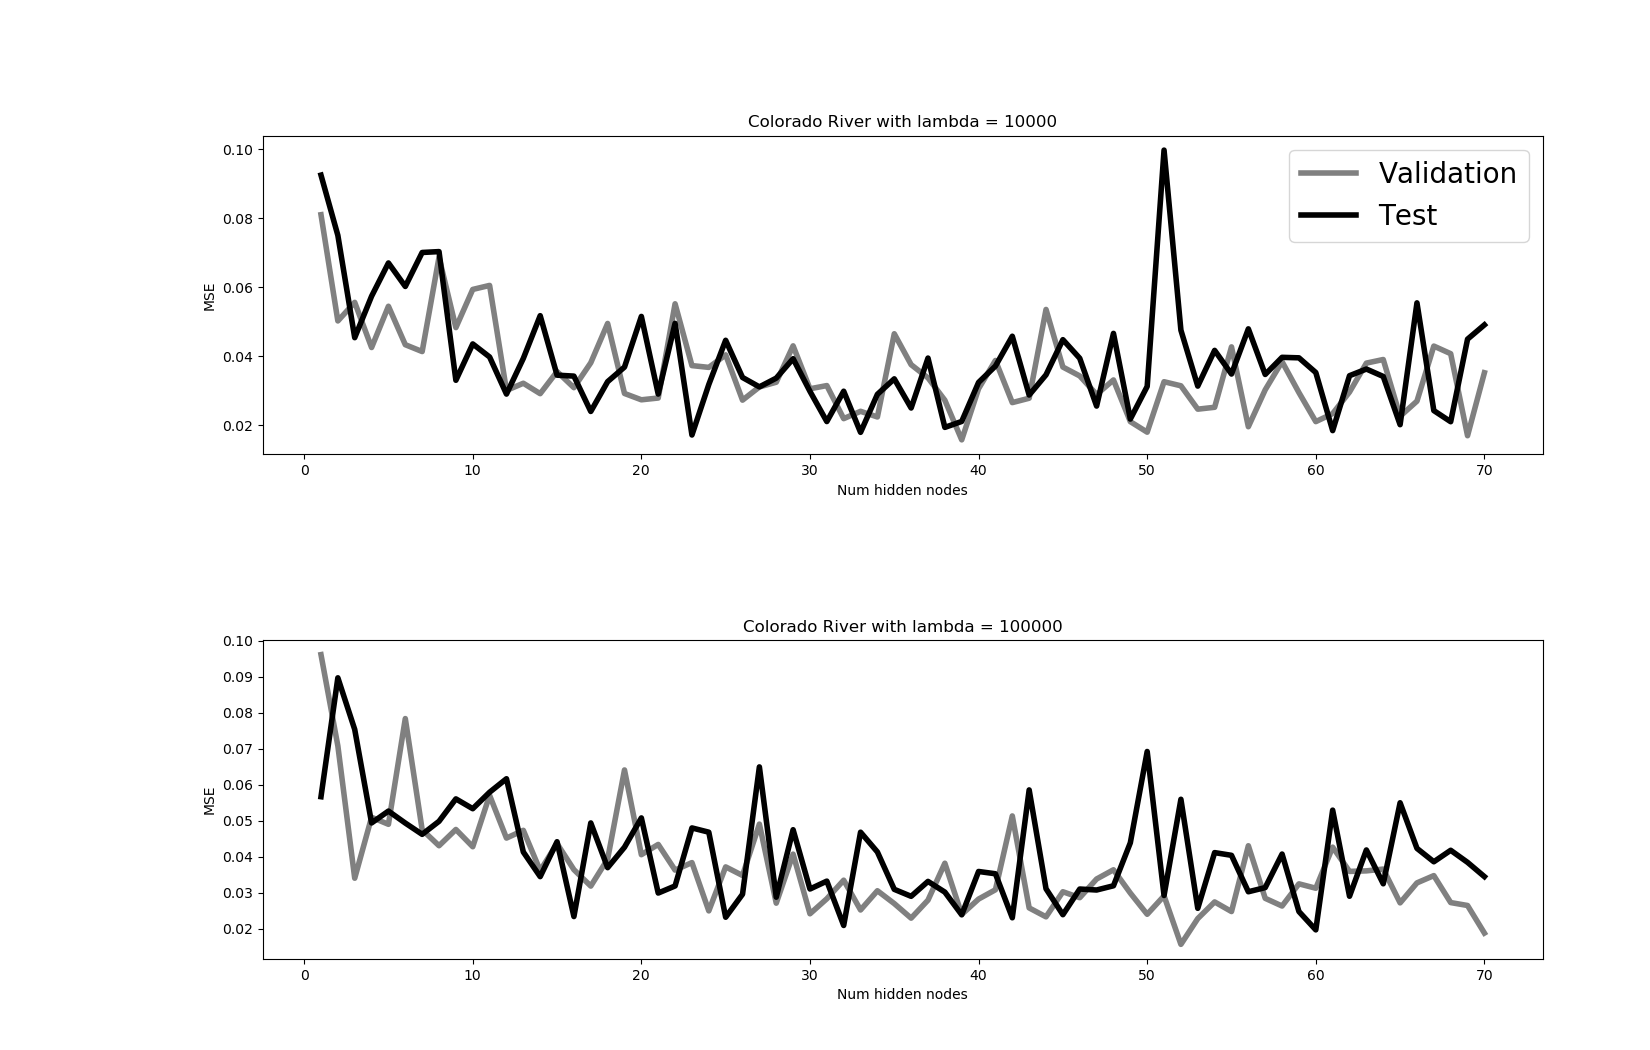 Colorado River with lambda = 10000
0.10
0.08
0.06
0.04
0.02
MSE
Validation
Test
0 10 20 30 40 50 60 70
Num hidden nodes
Colorado River with lambda = 100000
0.10
0.09
0.08
0.07
0.06
0.05
0.04
0.03
0.02
MSE
0 10 20 30 40 50 60 70
Num hidden nodes